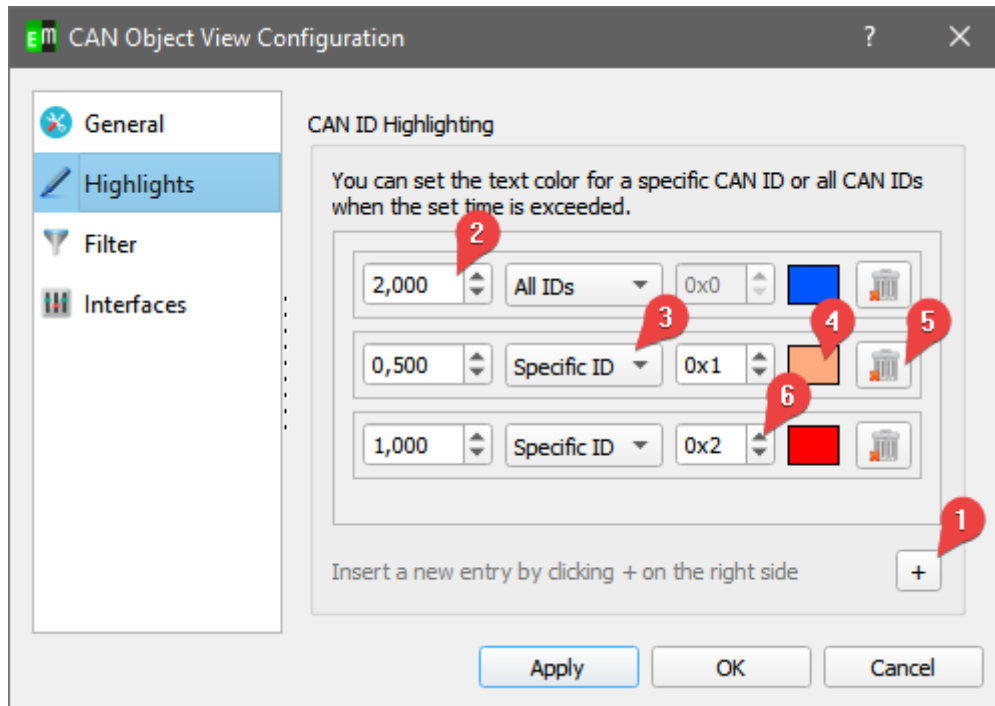 EM CAN Object View Configuration ? ×
General
Highlights
Filter
Interfaces
CAN ID Highlighting
You can set the text color for a specific CAN ID or all CAN IDs
when the set time is exceeded.
2
2,000 All IDs 0x0
3 4 5
0,500 Specific ID 0x1
6
1,000 Specific ID 0x2
1
Insert a new entry by clicking + on the right side +
Apply OK Cancel